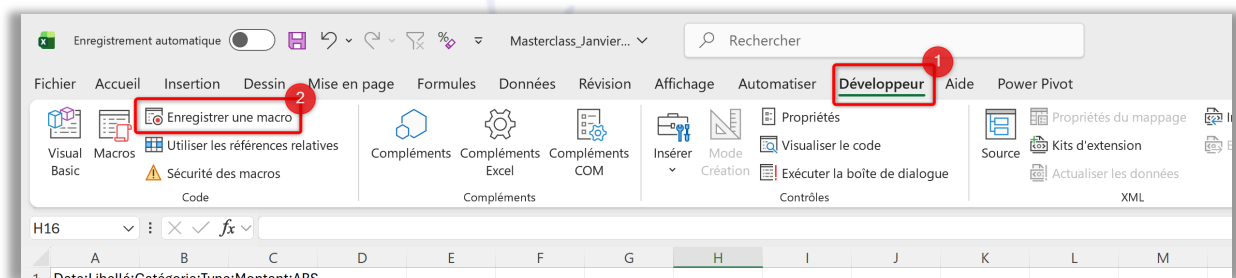 Enregistrement automatique Masterclass_Janvier... Rechercher
1
Fichier Accueil Insertion Dessin Mise en page Formules Données Révision Affichage Automatiser Développeur Aide Power Pivot
2
Enregistrer une macro Propriétés Propriétés du mappage
Utiliser les références relatives Visualiser le code Kits d'extension
Sécurité des macros Exécuter la boîte de dialogue Actualiser les données
Visual Basic Macros Compléments Compléments Excel Compléments COM Insérer Mode Création Source
Code Compléments Contrôles XML
H16 fx
A B C D E F G H I J K L M
1 Date;Libellé;Catégorie;Type;Montant;ABS